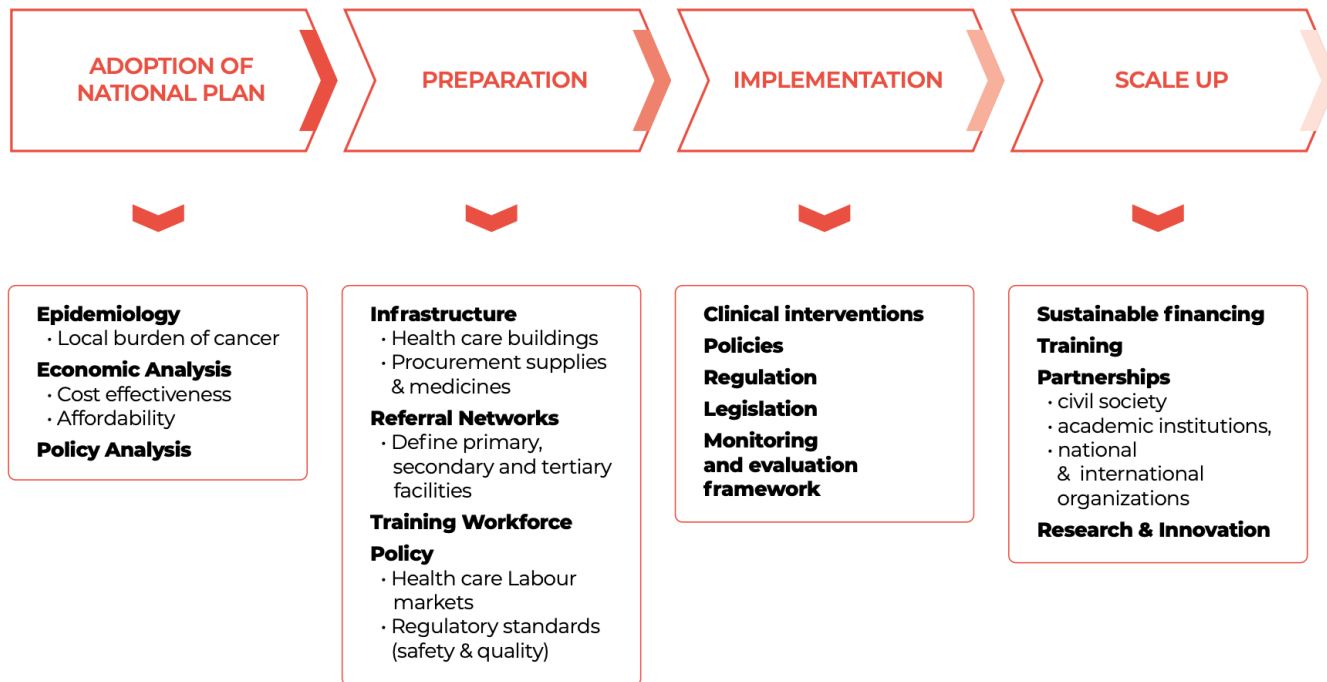 ADOPTION OF
NATIONAL PLAN
PREPARATION
IMPLEMENTATION
SCALE UP
Epidemiology
· Local burden of cancer
Economic Analysis
· Cost effectiveness
· Affordability
Policy Analysis
Infrastructure
· Health care buildings
· Procurement supplies
& medicines
Referral Networks
· Define primary,
secondary and tertiary
facilities
Training Workforce
Policy
· Health care Labour
markets
· Regulatory standards
(safety & quality)
Clinical interventions
Policies
Regulation
Legislation
Monitoring
and evaluation
framework
Sustainable financing
Training
Partnerships
· civil society
· academic institutions,
· national
& international
organizations
Research & Innovation